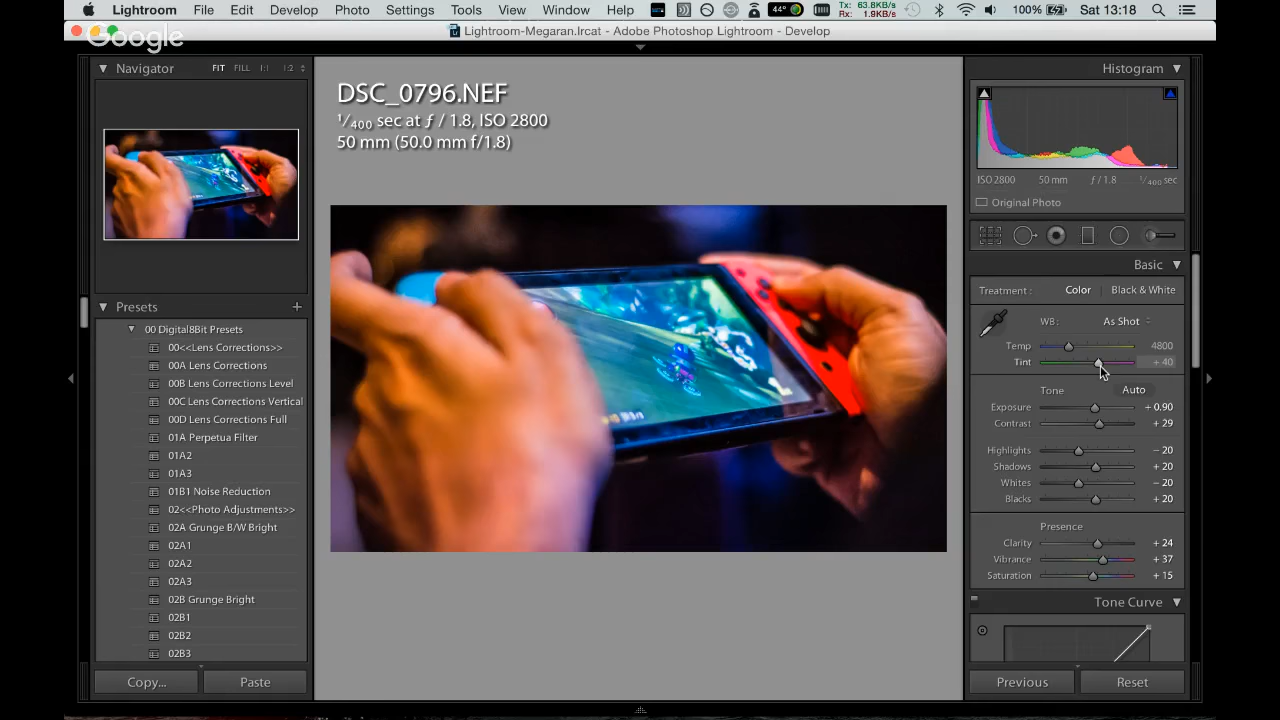 Lightroom File Edit Develop Photo Settings Tools View Window Help 44° Tx: 63.8KB/s Rx: 1.9KB/s 100% Sat 13:18
Google
Lightroom-Megaran.lrcat - Adobe Photoshop Lightroom - Develop
Navigator FIT FILL 1:1 1:2
Presets +
00 Digital8Bit Presets
00<<Lens Corrections>>
00A Lens Corrections
00B Lens Corrections Level
00C Lens Corrections Vertical
00D Lens Corrections Full
01A Perpetua Filter
01A2
01A3
01B1 Noise Reduction
02<<Photo Adjustments>>
02A Grunge B/W Bright
02A1
02A2
02A3
02B Grunge Bright
02B1
02B2
02B3
Copy... Paste
DSC_0796.NEF
1/400 sec at ƒ / 1.8, ISO 2800
50 mm (50.0 mm f/1.8)
Histogram
ISO 2800 50 mm ƒ / 1.8 1/400 sec
Original Photo
Basic
Treatment : Color Black & White
WB: As Shot
Temp 4800
Tint + 40
Tone Auto
Exposure + 0.90
Contrast + 29
Highlights − 20
Shadows + 20
Whites − 20
Blacks + 20
Presence
Clarity + 24
Vibrance + 37
Saturation + 15
Tone Curve
Previous Reset